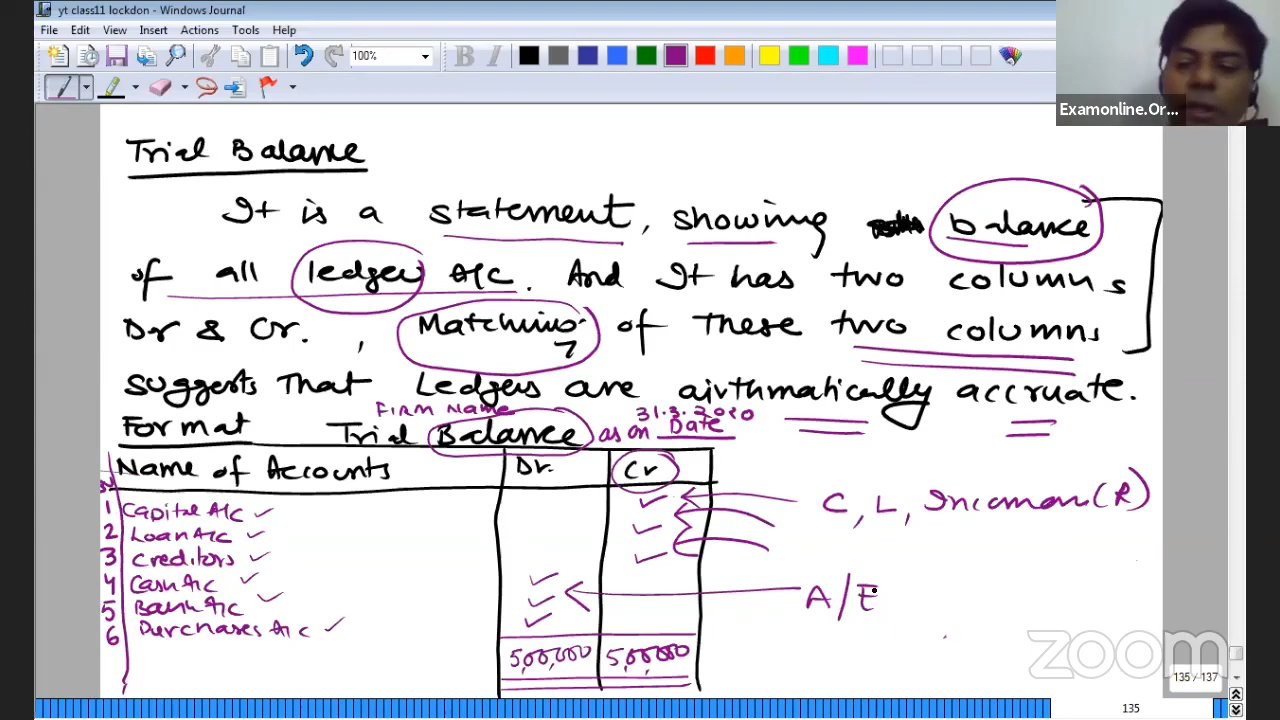 yt class11 lockdon - Windows Journal
File Edit View Insert Actions Tools Help
100%
B I
Examonline.Or...
Trial Balance
It is a statement, showing balance
of all ledger A/C. And It has two columns
Dr & Cr. , Matching of these two columns
suggests that Ledgers are airthmatically accruate.
FIRM NAME 31.3.2020
Format Trial Balance as on Date
Name of Accounts Dr. Cr
1 Capital A/C
2 Loan A/C
3 Creditors
4 Cash A/C
5 Bank A/C
6 Purchases A/C
5,00,000 5,00,000
C, L, Income (R)
A/E
zoom
135 / 137
135